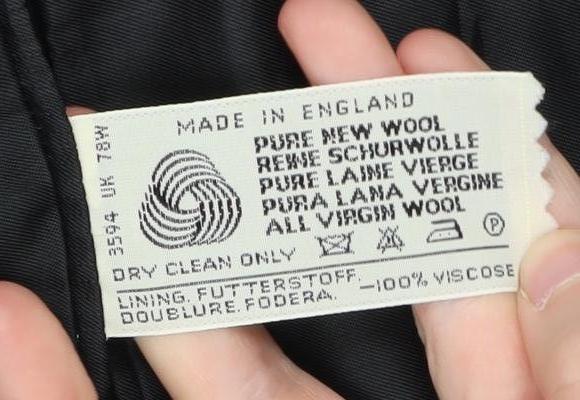 MADE IN ENGLAND
PURE NEW WOOL
REINE SCHURWOLLE
PURE LAINE VIERGE
PURA LANA VERGINE
ALL VIRGIN WOOL
DRY CLEAN ONLY
P
LINING. FUTTERSTOFF. —100% VISCOSE
DOUBLURE. FODERA.
3594 UK 78W